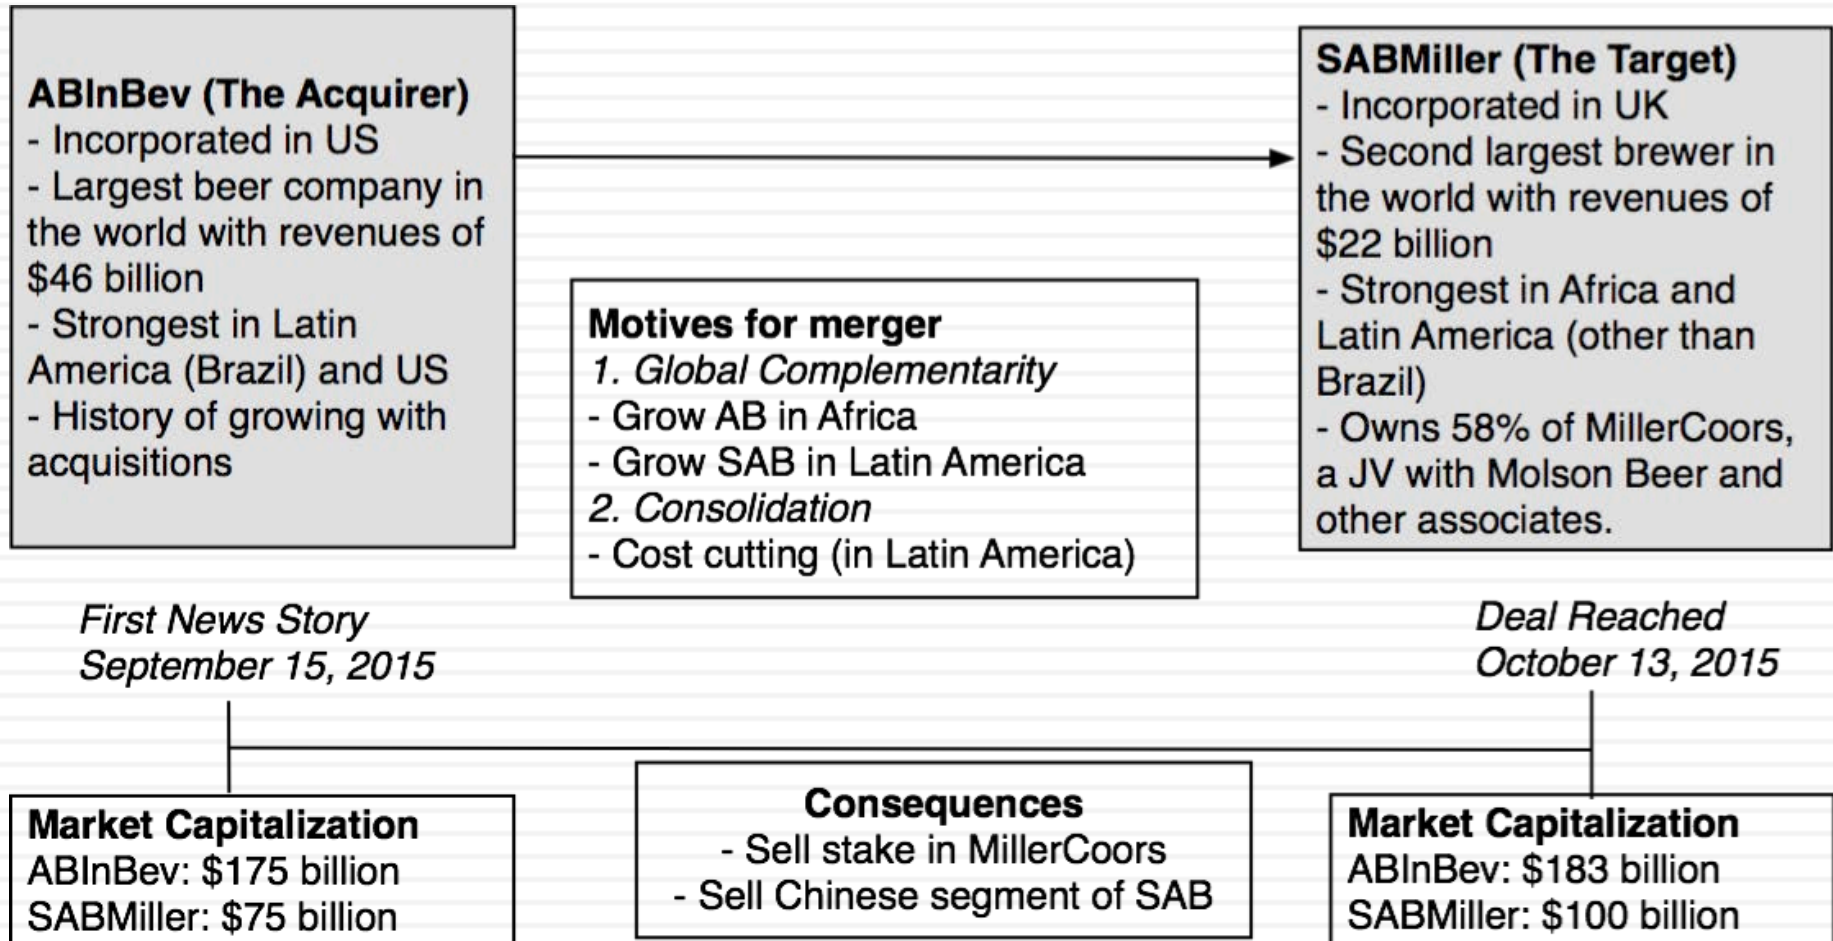 ABInBev (The Acquirer)
- Incorporated in US
- Largest beer company in
the world with revenues of
$46 billion
- Strongest in Latin
America (Brazil) and US
- History of growing with
acquisitions
SABMiller (The Target)
- Incorporated in UK
- Second largest brewer in
the world with revenues of
$22 billion
- Strongest in Africa and
Latin America (other than
Brazil)
- Owns 58% of MillerCoors,
a JV with Molson Beer and
other associates.
Motives for merger
1. Global Complementarity
- Grow AB in Africa
- Grow SAB in Latin America
2. Consolidation
- Cost cutting (in Latin America)
First News Story
September 15, 2015
Deal Reached
October 13, 2015
Market Capitalization
ABInBev: $175 billion
SABMiller: $75 billion
Consequences
- Sell stake in MillerCoors
- Sell Chinese segment of SAB
Market Capitalization
ABInBev: $183 billion
SABMiller: $100 billion